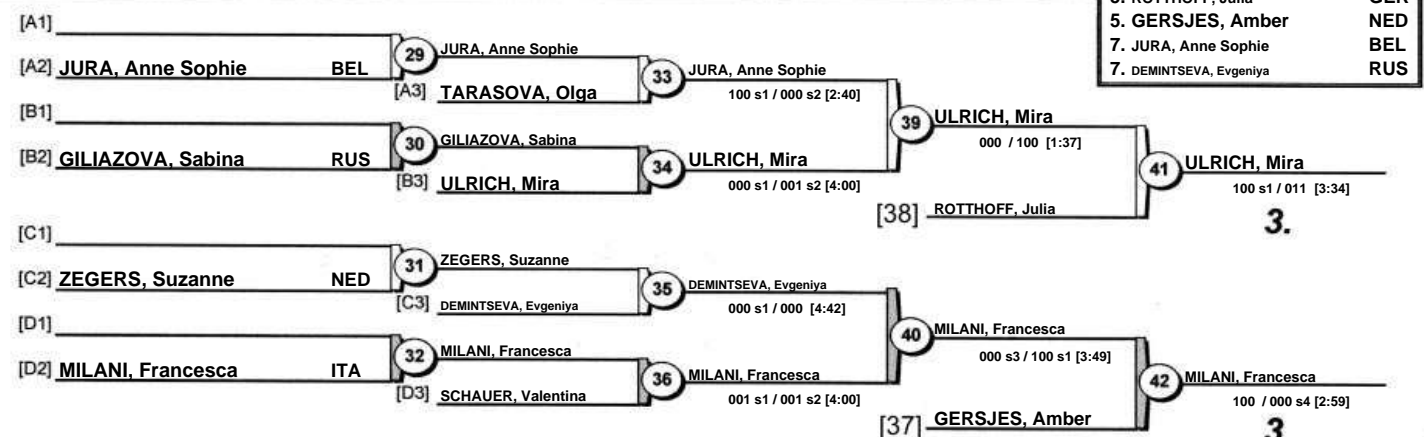 5. ROTTHOFF, Julia GER
5. GERSJES, Amber NED
7. JURA, Anne Sophie BEL
7. DEMINTSEVA, Evgeniya RUS
[A1]
[A2] JURA, Anne Sophie BEL
29
JURA, Anne Sophie
[A3] TARASOVA, Olga
33
JURA, Anne Sophie
100 s1 / 000 s2 [2:40]
[B1]
[B2] GILIAZOVA, Sabina RUS
30
GILIAZOVA, Sabina
[B3] ULRICH, Mira
34
ULRICH, Mira
000 s1 / 001 s2 [4:00]
39
ULRICH, Mira
000 / 100 [1:37]
[38] ROTTHOFF, Julia
41
ULRICH, Mira
100 s1 / 011 [3:34]
3.
[C1]
[C2] ZEGERS, Suzanne NED
31
ZEGERS, Suzanne
[C3] DEMINTSEVA, Evgeniya
35
DEMINTSEVA, Evgeniya
000 s1 / 000 [4:42]
[D1]
[D2] MILANI, Francesca ITA
32
MILANI, Francesca
[D3] SCHAUER, Valentina
36
MILANI, Francesca
001 s1 / 001 s2 [4:00]
40
MILANI, Francesca
000 s3 / 100 s1 [3:49]
[37] GERSJES, Amber
42
MILANI, Francesca
100 / 000 s4 [2:59]
3